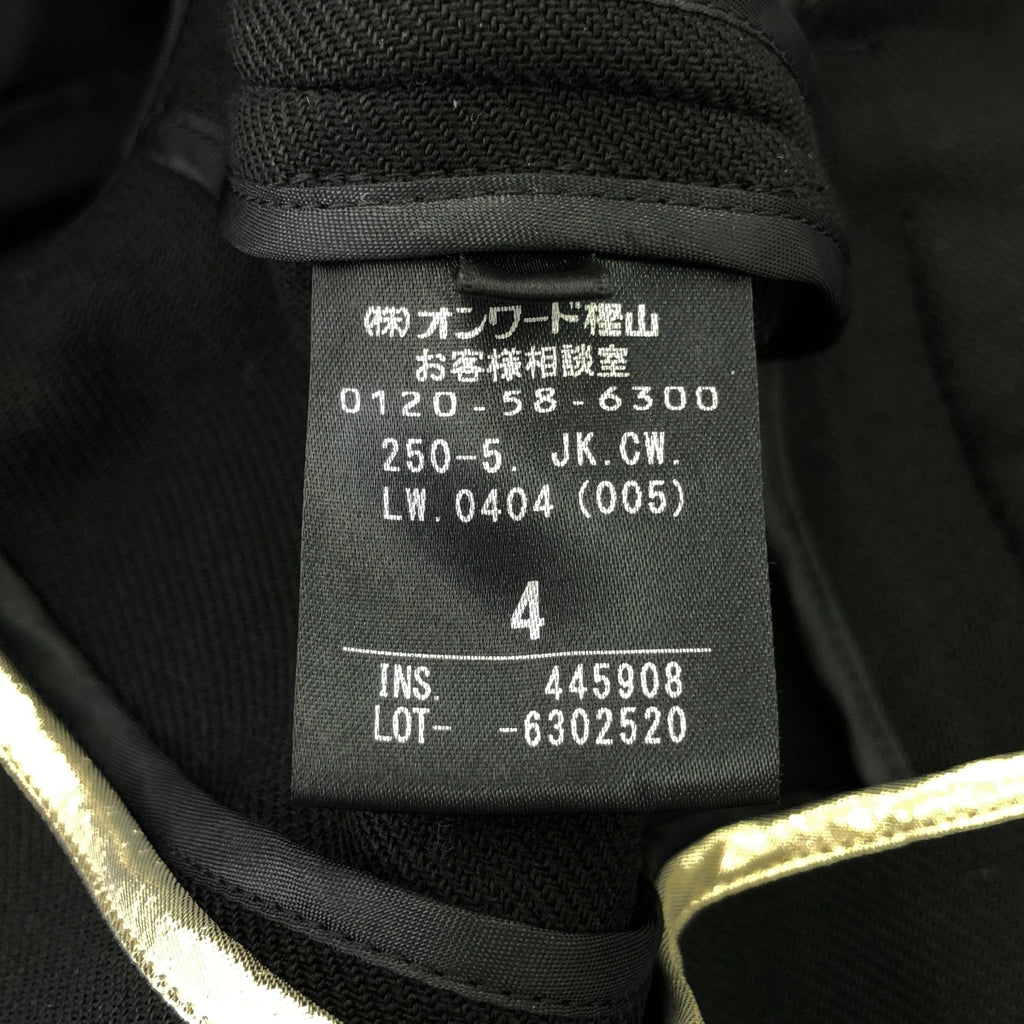 (株)オンワード樫山
お客様相談室
0120-58-6300
250-5. JK.CW.
LW.0404 (005)
4
INS. 445908
LOT- -6302520